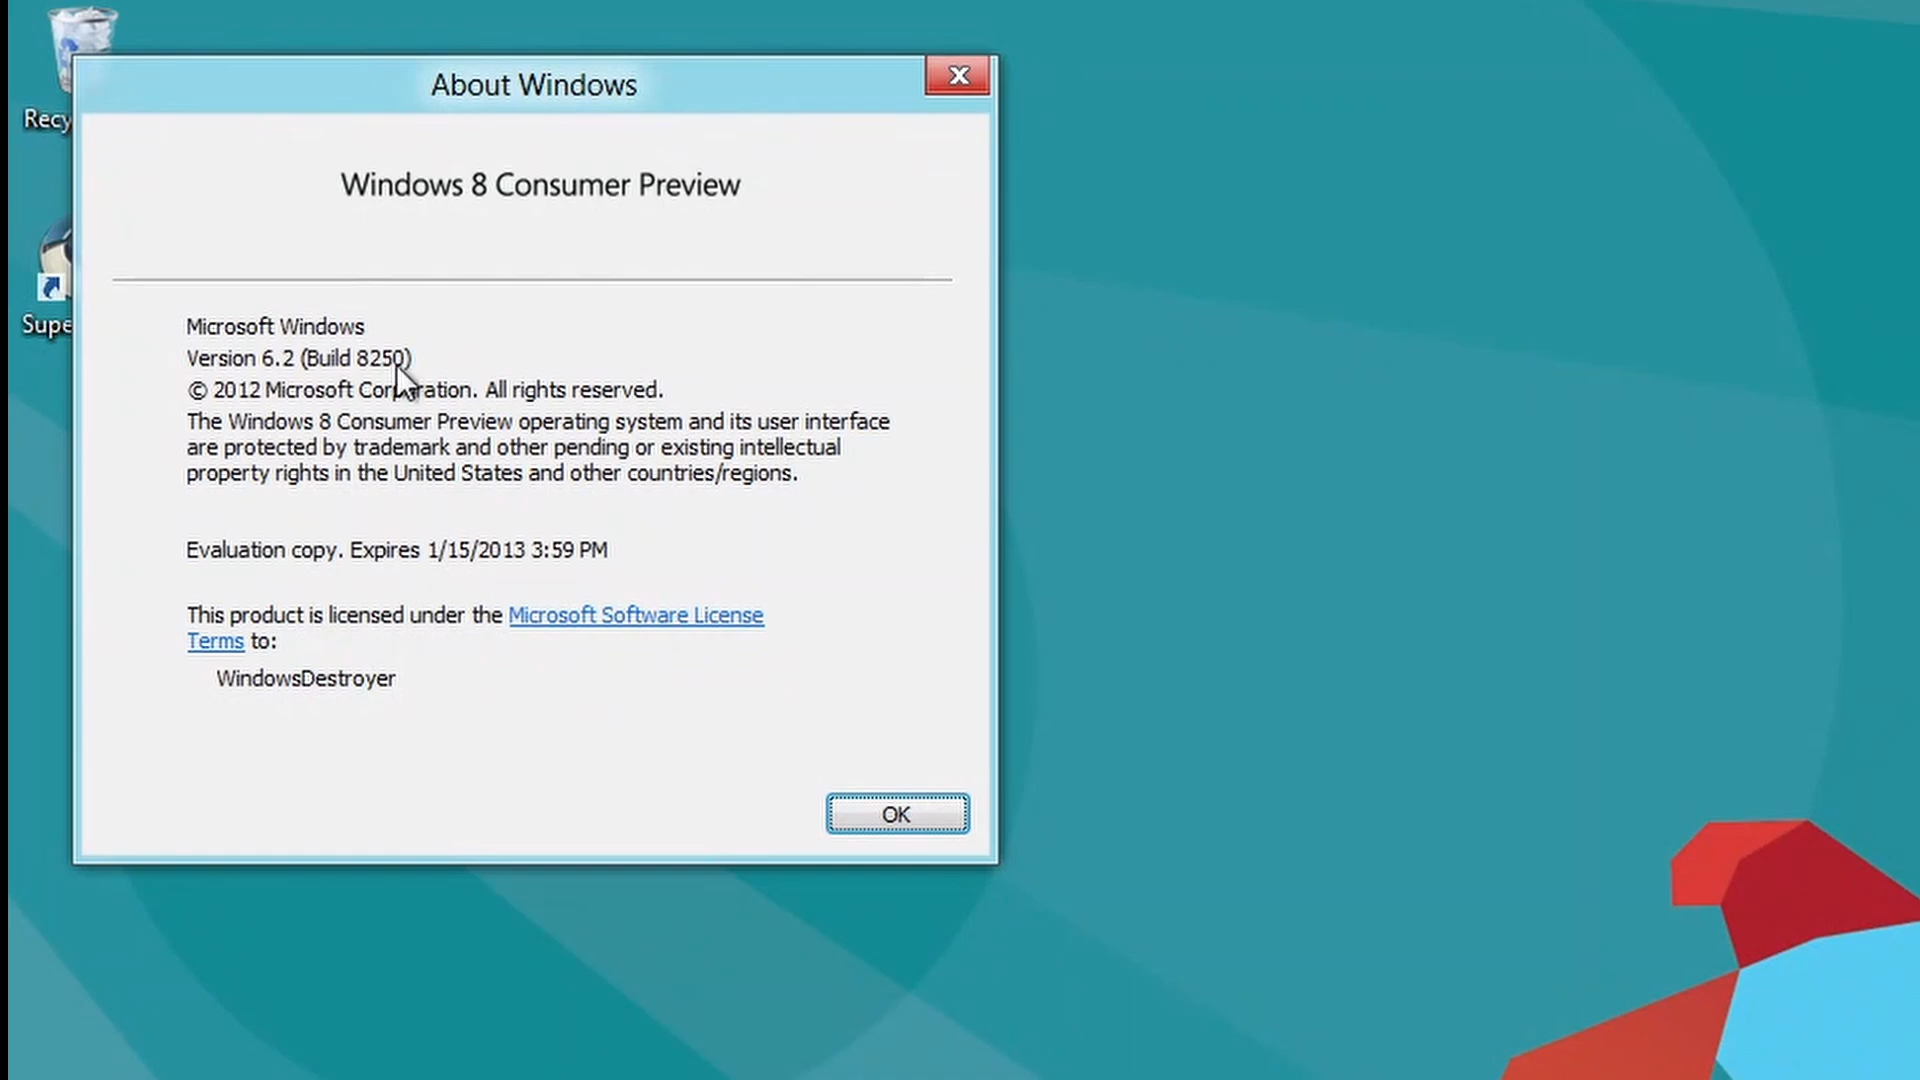 About Windows
Recy
Windows 8 Consumer Preview
Supe
Microsoft Windows
Version 6.2 (Build 8250)
© 2012 Microsoft Corporation. All rights reserved.
The Windows 8 Consumer Preview operating system and its user interface
are protected by trademark and other pending or existing intellectual
property rights in the United States and other countries/regions.
Evaluation copy. Expires 1/15/2013 3:59 PM
This product is licensed under the Microsoft Software License
Terms to:
WindowsDestroyer
OK